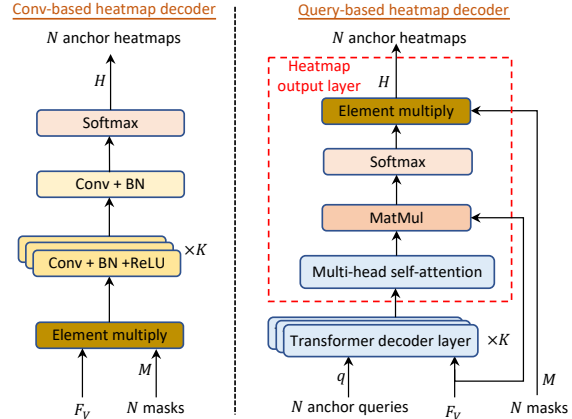 Conv-based heatmap decoder
N anchor heatmaps
H
Softmax
Conv + BN
Conv + BN +ReLU
×K
Element multiply
M
F_V
N masks
Query-based heatmap decoder
N anchor heatmaps
Heatmap
output layer
H
Element multiply
Softmax
MatMul
Multi-head self-attention
Transformer decoder layer
×K
q
M
N anchor queries
F_V
N masks